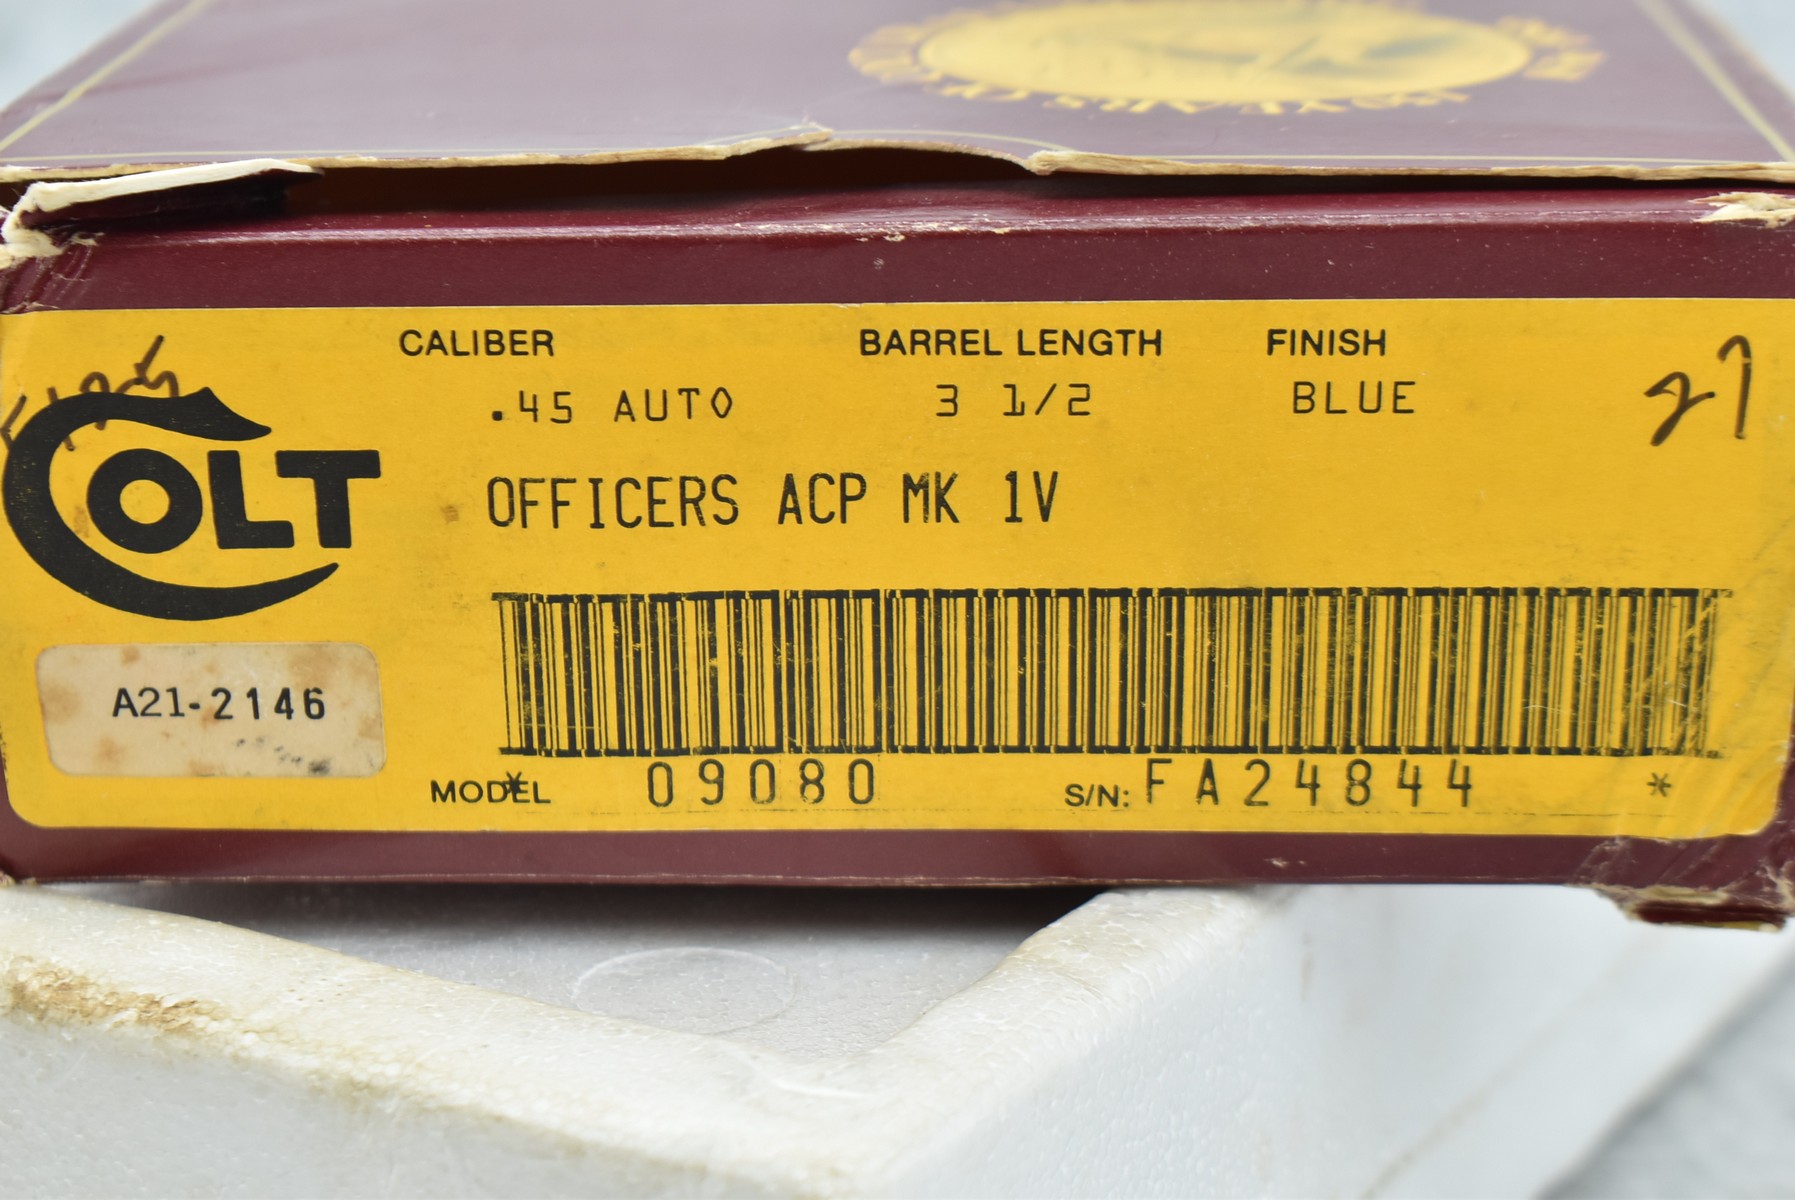 CALIBER BARREL LENGTH FINISH
.45 AUTO 3 1/2 BLUE
27
COLT
OFFICERS ACP MK 1V
A21-2146
MODEL * 09080 S/N: FA24844 *